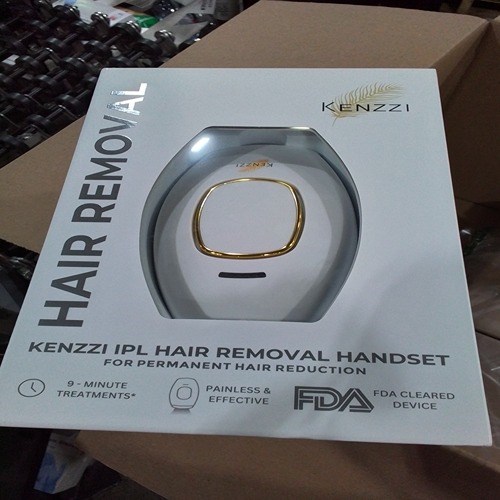 HAIR REMOVAL
KENZZI
KENZZI
KENZZI IPL HAIR REMOVAL HANDSET
FOR PERMANENT HAIR REDUCTION
9 - MINUTE
TREATMENTS*
PAINLESS &
EFFECTIVE
FDA
FDA CLEARED
DEVICE